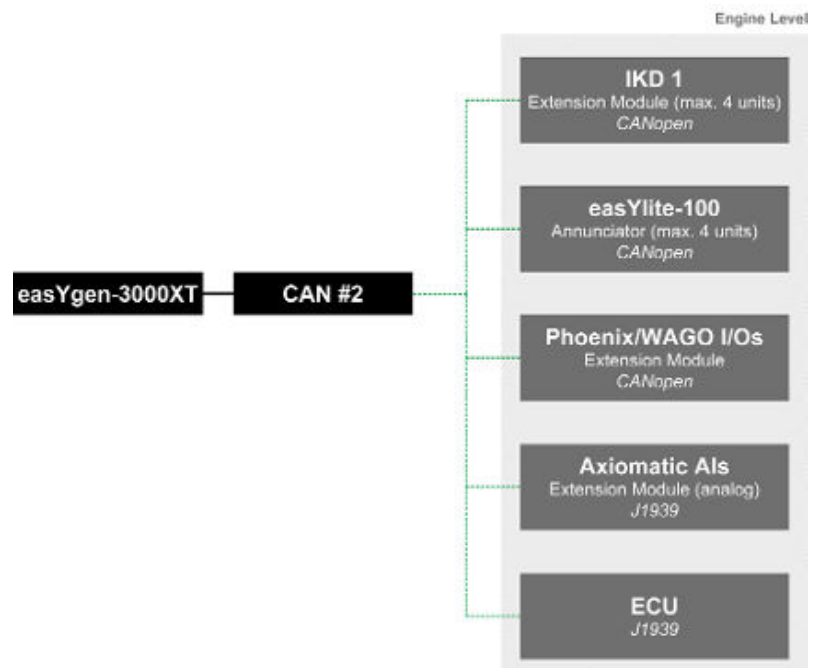 Engine Level
IKD 1
Extension Module (max. 4 units)
CANopen
easYlite-100
Annunciator (max. 4 units)
CANopen
easYgen-3000XT
CAN #2
Phoenix/WAGO I/Os
Extension Module
CANopen
Axiomatic AIs
Extension Module (analog)
J1939
ECU
J1939